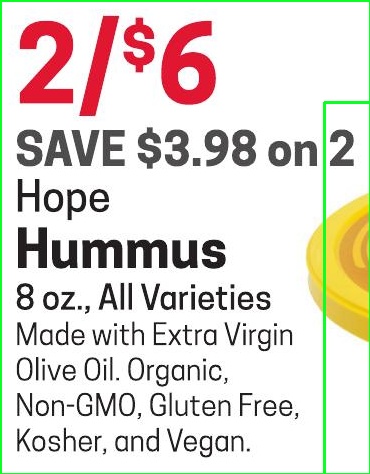 2/$6
SAVE $3.98 on 2
Hope
Hummus
8 oz., All Varieties
Made with Extra Virgin
Olive Oil. Organic,
Non-GMO, Gluten Free,
Kosher, and Vegan.